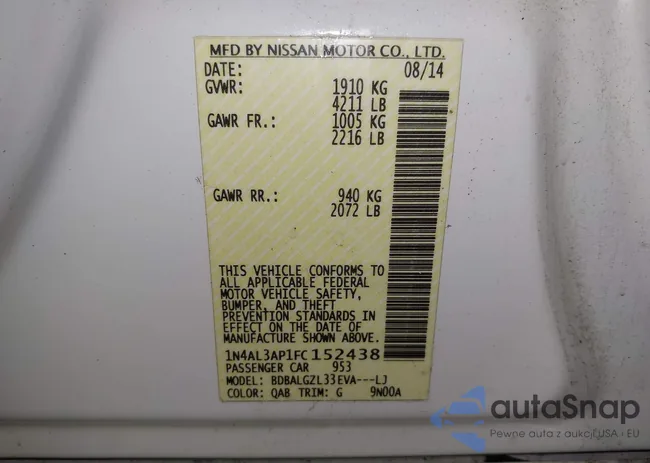 MFD BY NISSAN MOTOR CO., LTD.
DATE: 08/14
GVWR: 1910 KG
4211 LB
GAWR FR.: 1005 KG
2216 LB
GAWR RR.: 940 KG
2072 LB
THIS VEHICLE CONFORMS TO
ALL APPLICABLE FEDERAL
MOTOR VEHICLE SAFETY,
BUMPER, AND THEFT
PREVENTION STANDARDS IN
EFFECT ON THE DATE OF
MANUFACTURE SHOWN ABOVE.
1N4AL3AP1FC152438
PASSENGER CAR 953
MODEL: BDBALGZL33EVA---LJ
COLOR: QAB TRIM: G 9N00A
autaSnap
Pewne auta z aukcji USA i EU